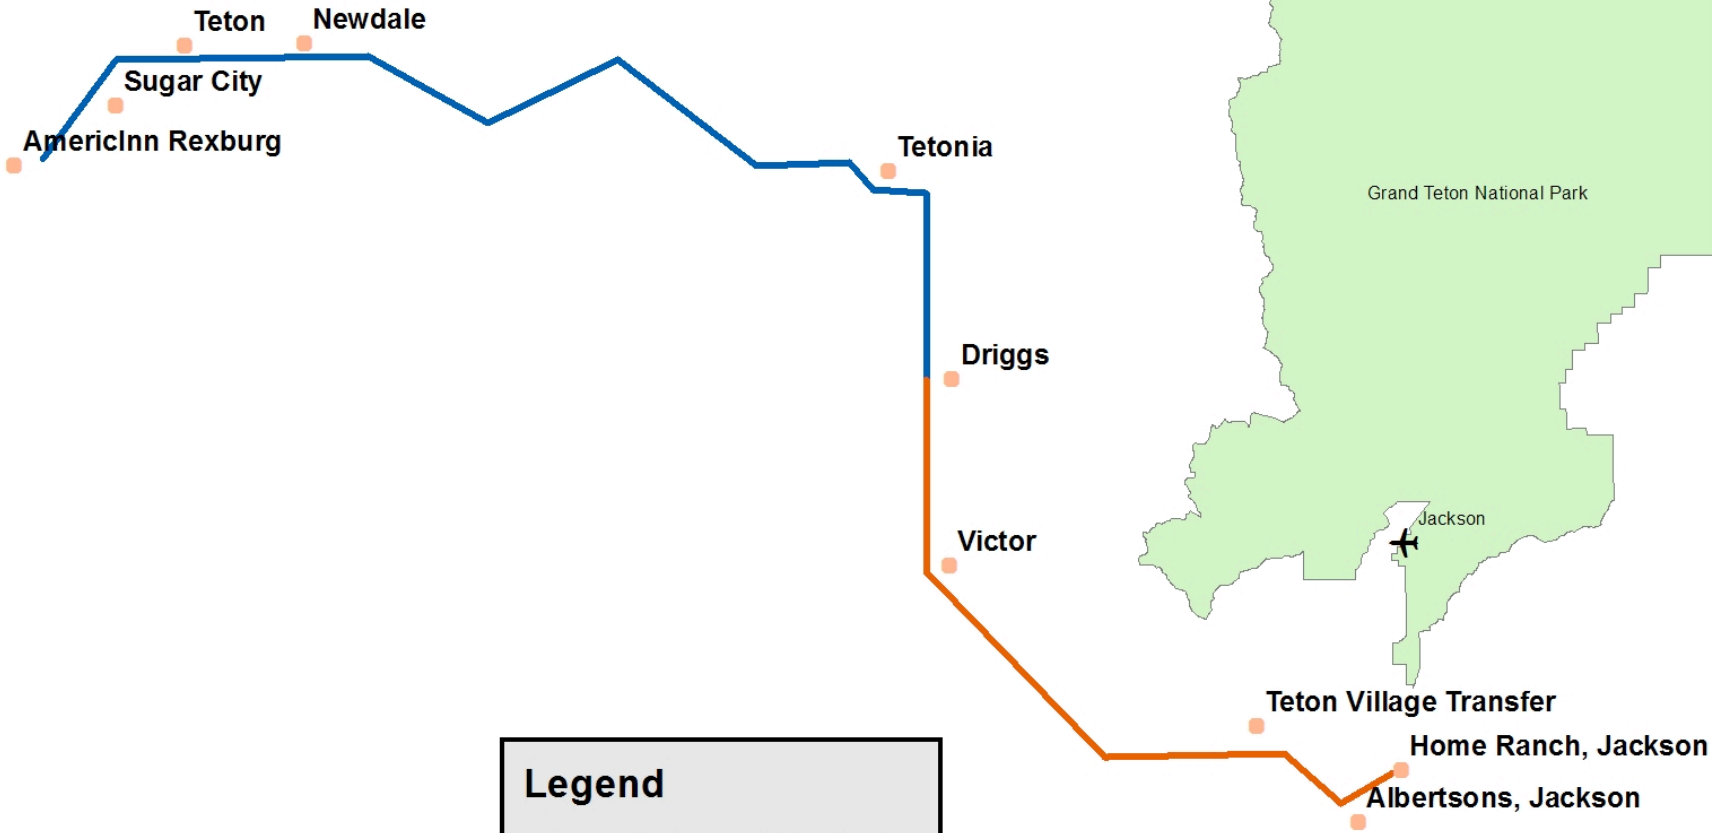 Teton
Newdale
Sugar City
AmericInn Rexburg
Tetonia
Grand Teton National Park
Driggs
Jackson
Victor
Teton Village Transfer
Home Ranch, Jackson
Legend
Albertsons, Jackson